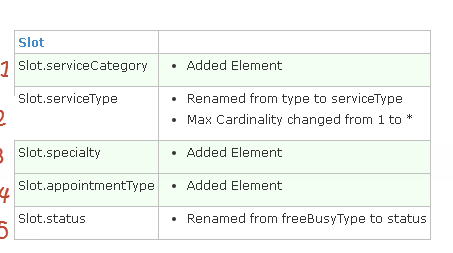 Slot
1 Slot.serviceCategory • Added Element
2 Slot.serviceType • Renamed from type to serviceType
• Max Cardinality changed from 1 to *
3 Slot.specialty • Added Element
4 Slot.appointmentType • Added Element
5 Slot.status • Renamed from freeBusyType to status